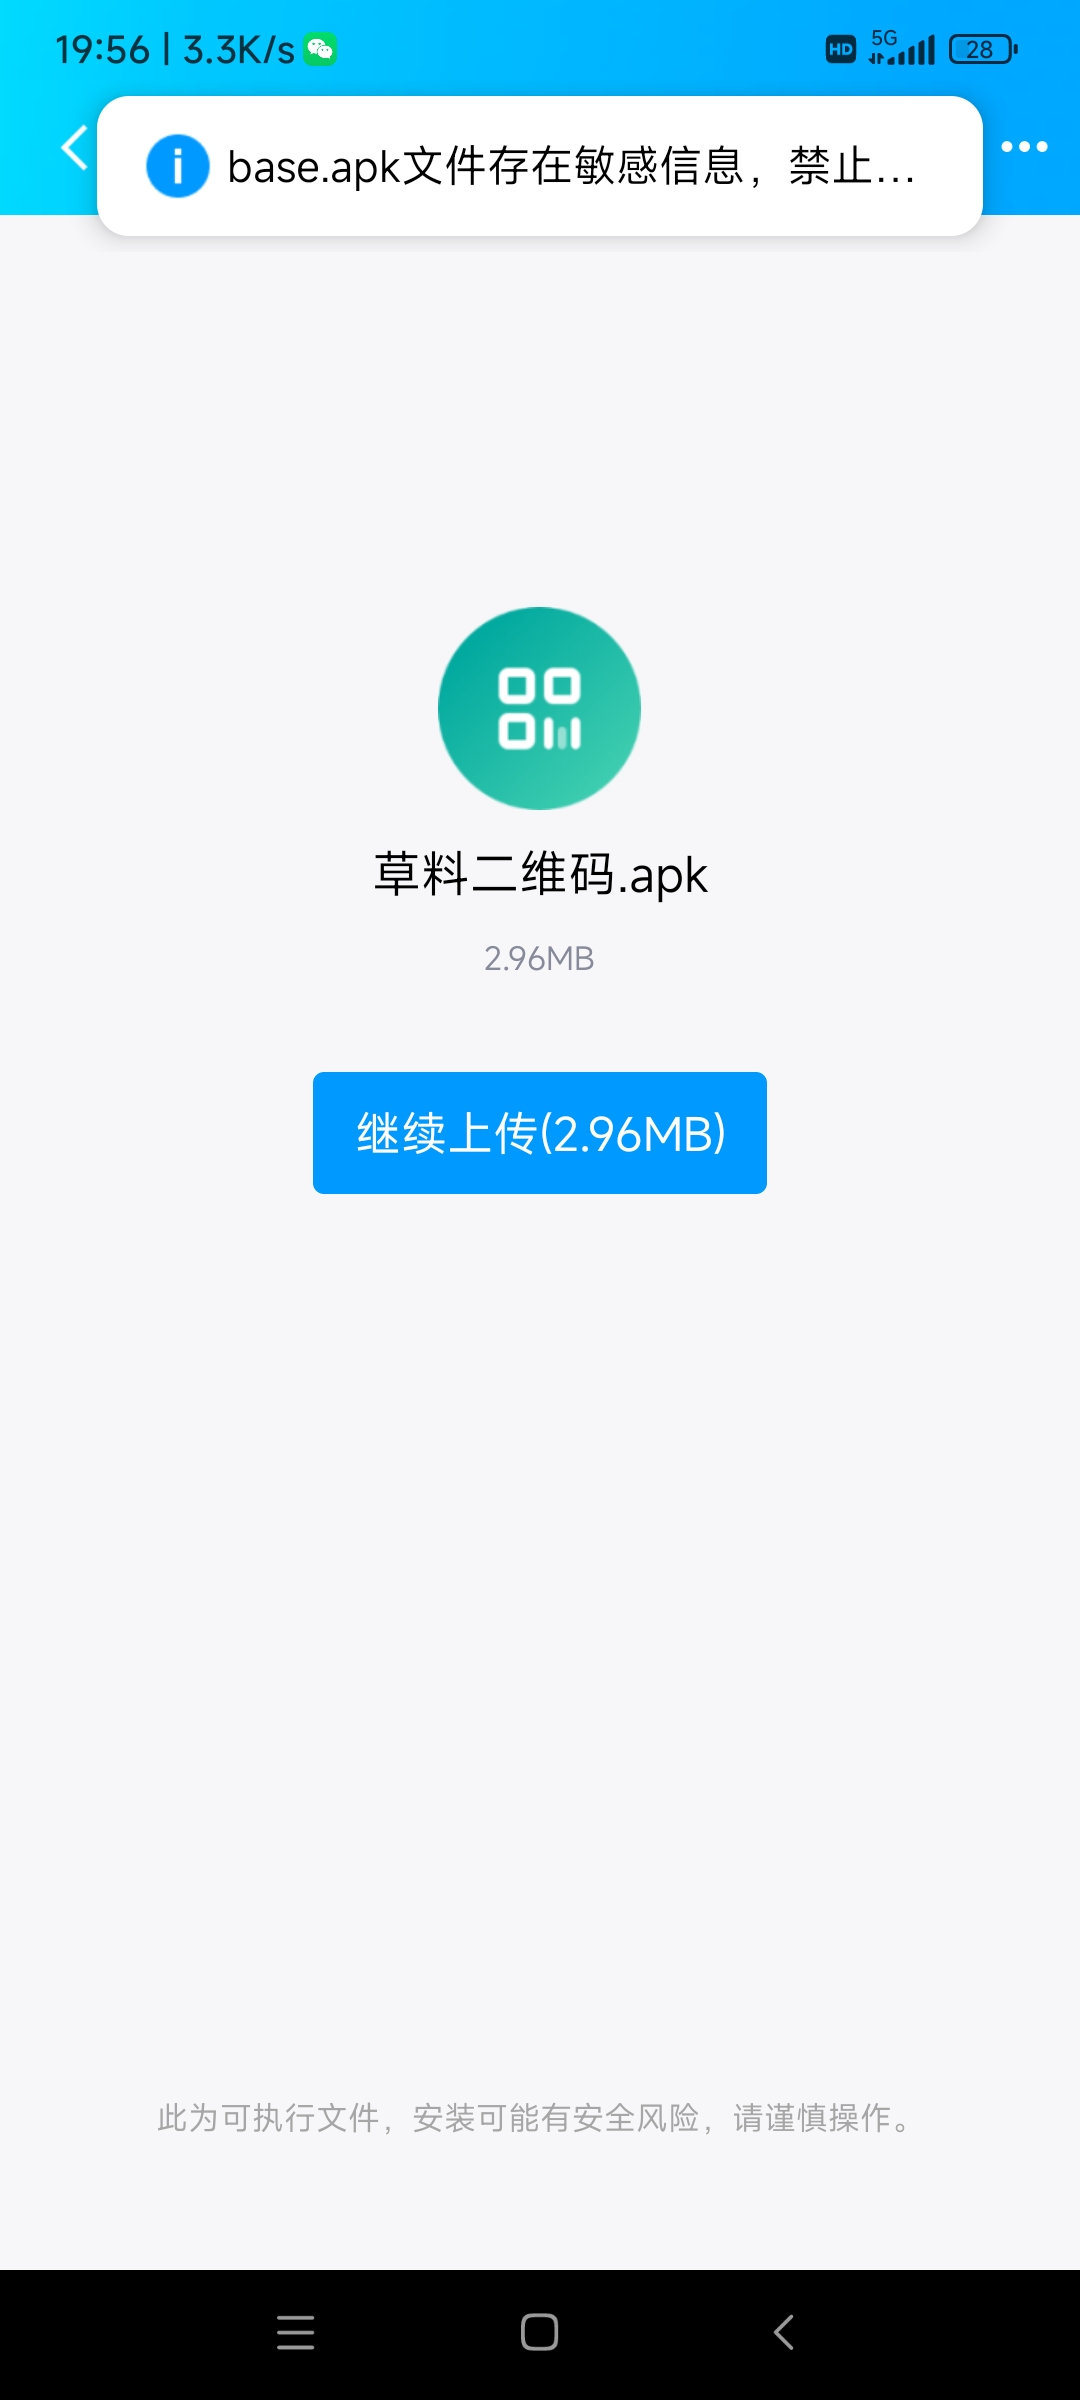 19:56 | 3.3K/s
HD 5G 28
base.apk文件存在敏感信息，禁止...
草料二维码.apk
2.96MB
继续上传(2.96MB)
此为可执行文件，安装可能有安全风险，请谨慎操作。